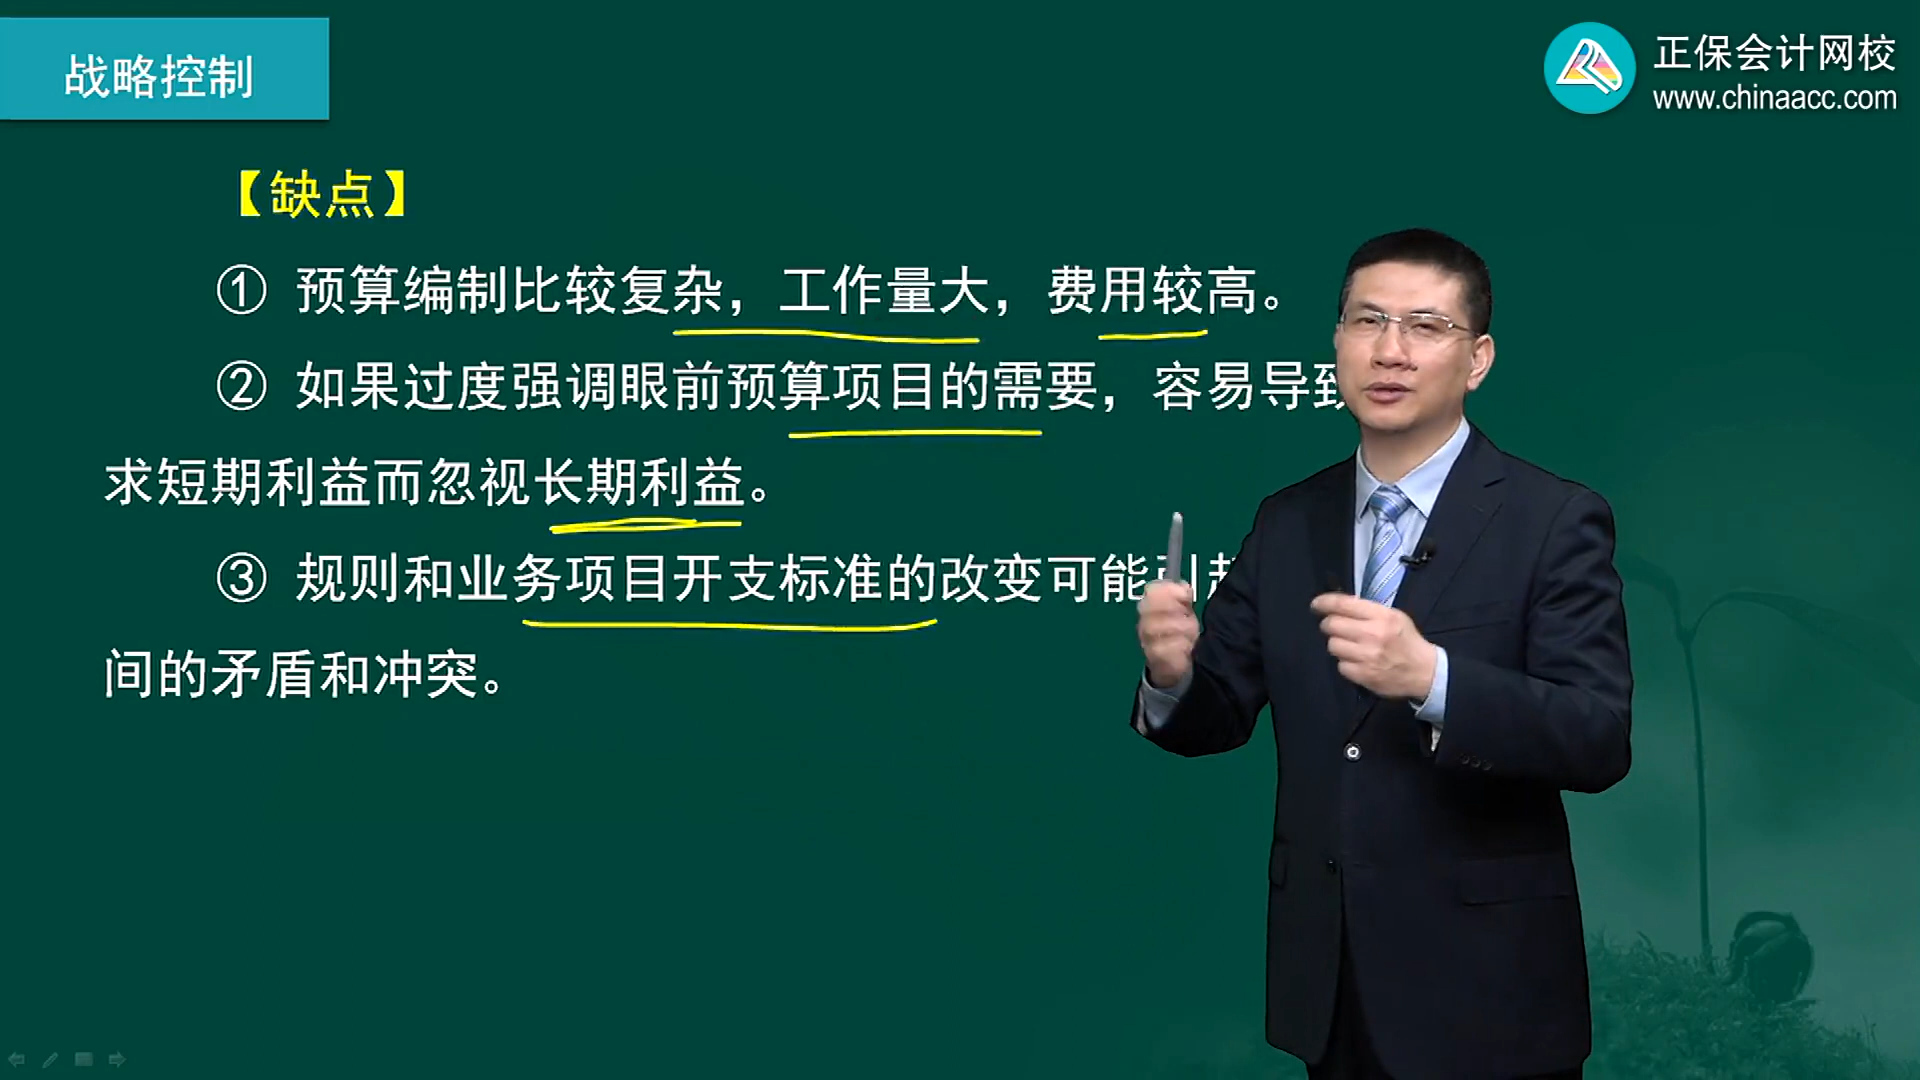 战略控制
正保会计网校
www.chinaacc.com
【缺点】
① 预算编制比较复杂，工作量大，费用较高。
② 如果过度强调眼前预算项目的需要，容易导致
求短期利益而忽视长期利益。
③ 规则和业务项目开支标准的改变可能引起
间的矛盾和冲突。